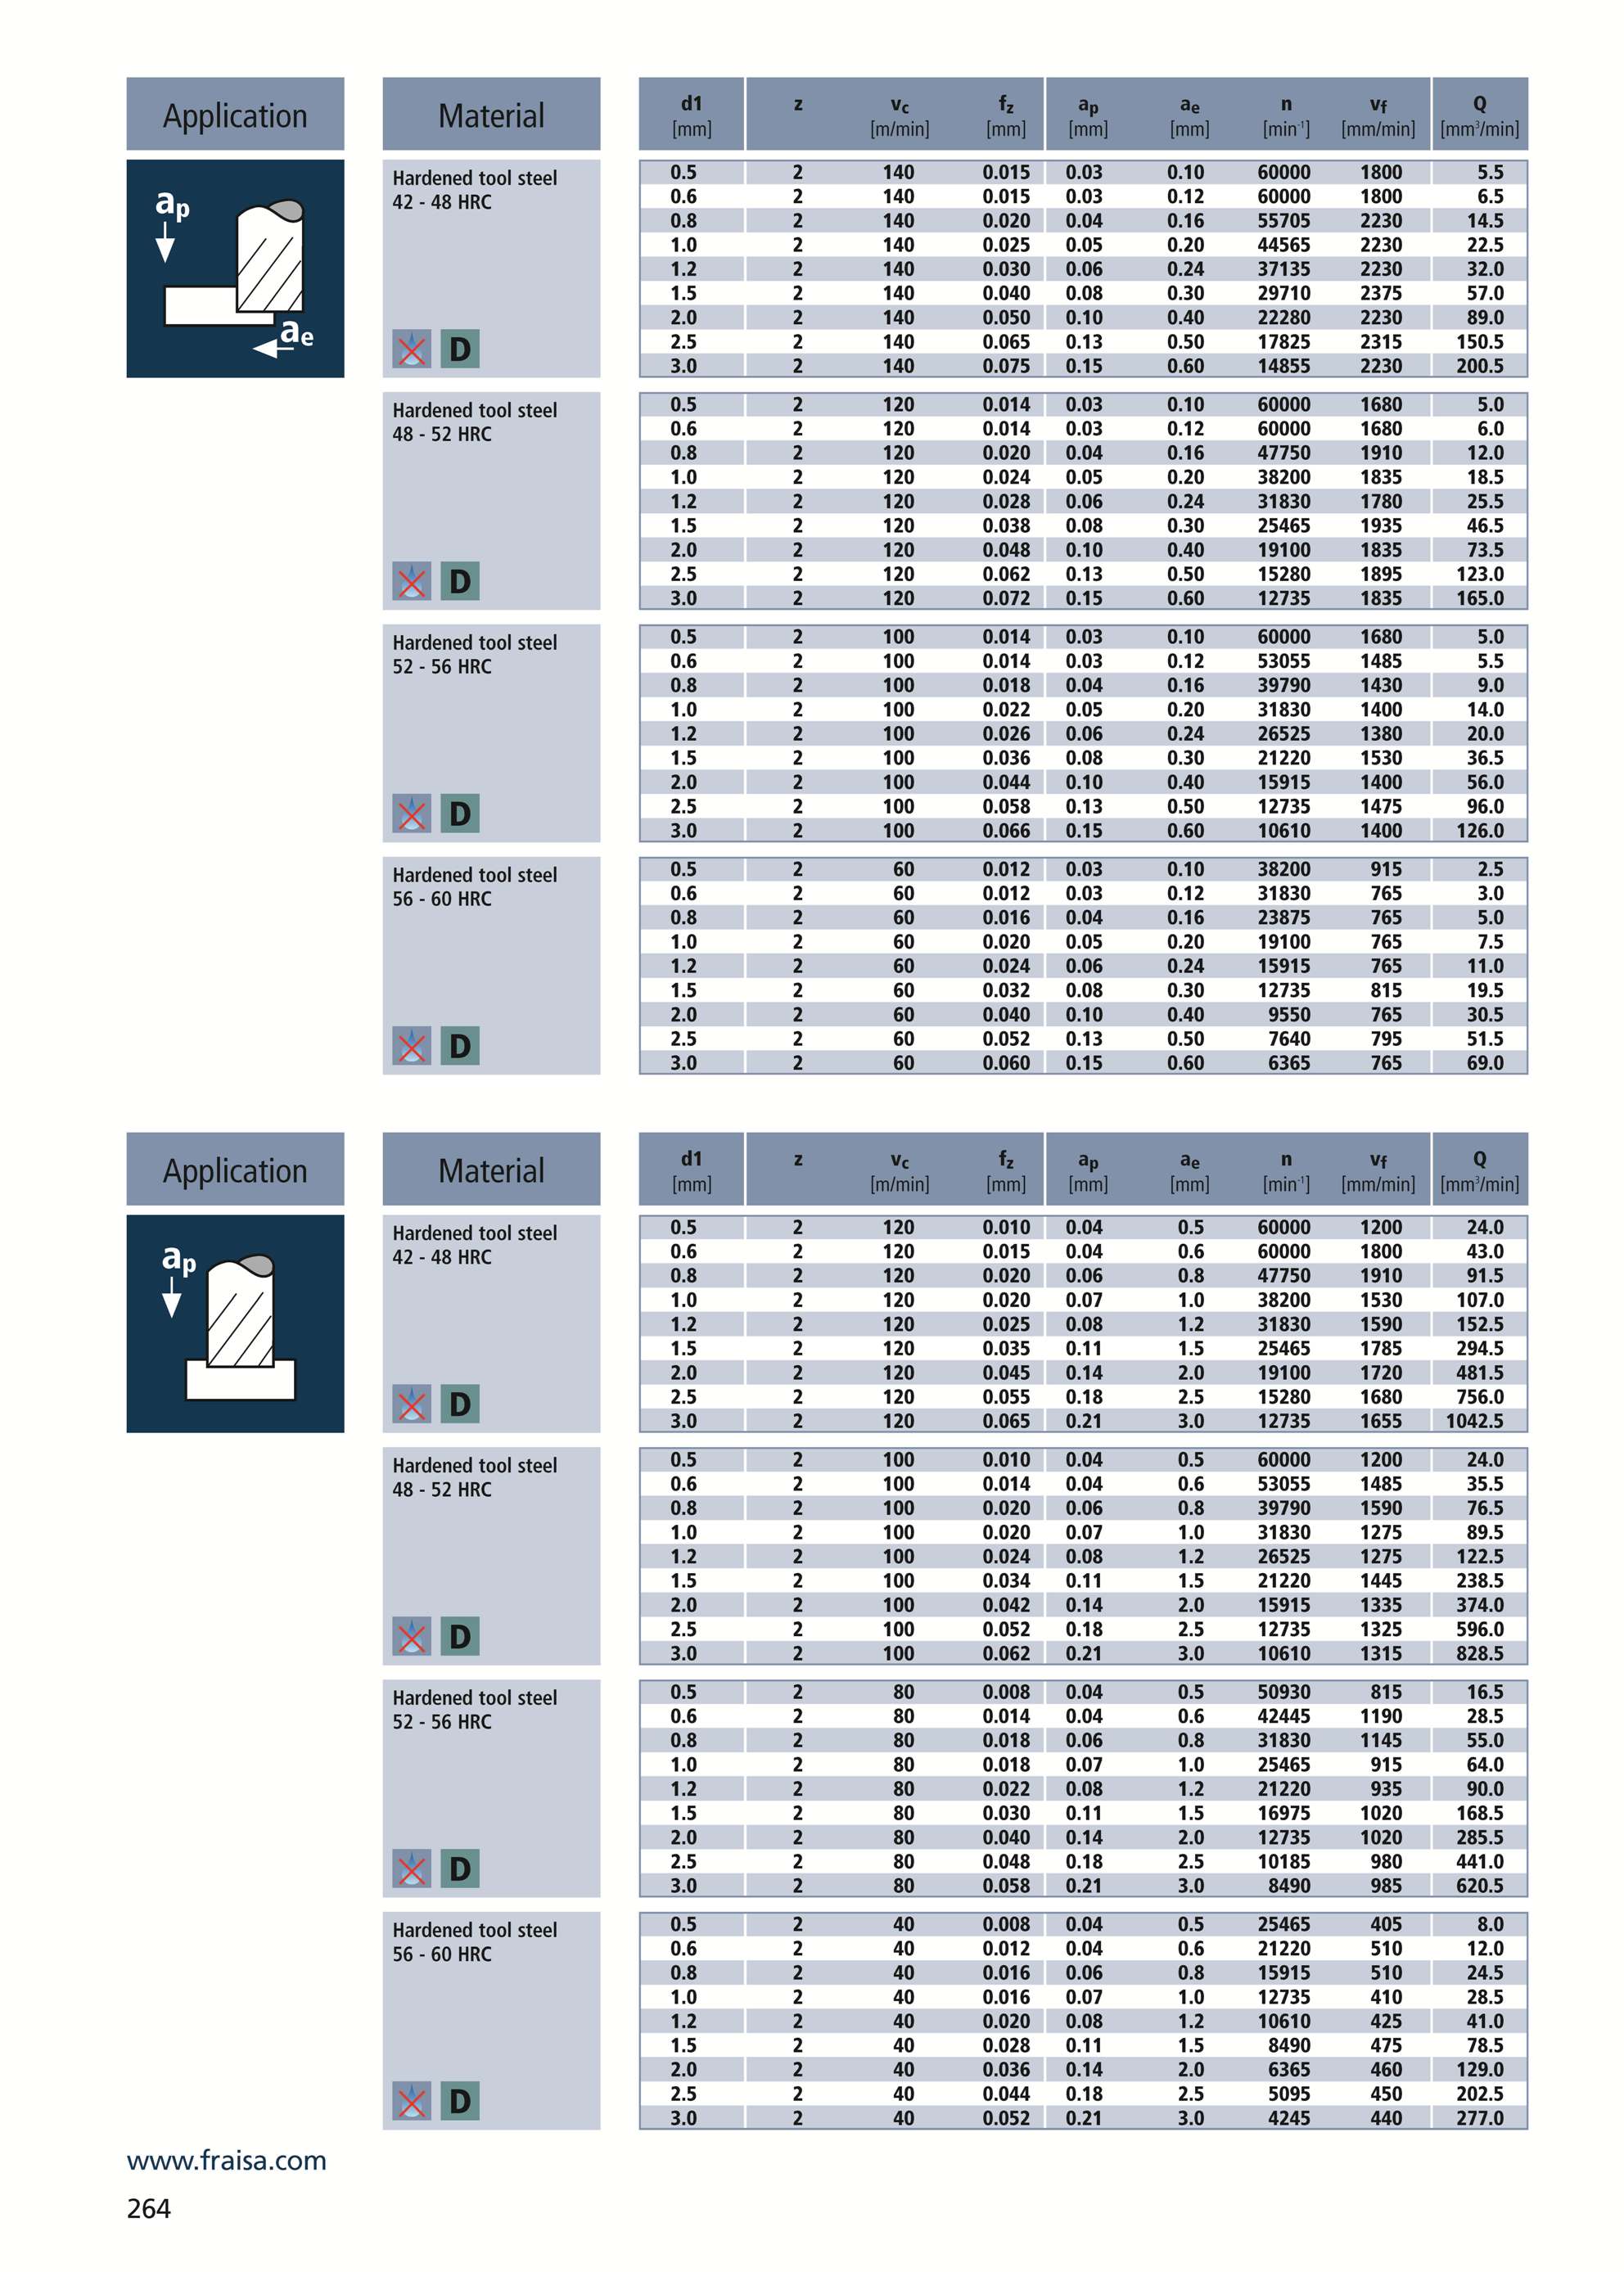 Application Material d1 z vc fz ap ae n vf Q
[mm] [m/min] [mm] [mm] [mm] [min⁻¹] [mm/min] [mm³/min]
ap
ae
Hardened tool steel
42 - 48 HRC
D
0.5 2 140 0.015 0.03 0.10 60000 1800 5.5
0.6 2 140 0.015 0.03 0.12 60000 1800 6.5
0.8 2 140 0.020 0.04 0.16 55705 2230 14.5
1.0 2 140 0.025 0.05 0.20 44565 2230 22.5
1.2 2 140 0.030 0.06 0.24 37135 2230 32.0
1.5 2 140 0.040 0.08 0.30 29710 2375 57.0
2.0 2 140 0.050 0.10 0.40 22280 2230 89.0
2.5 2 140 0.065 0.13 0.50 17825 2315 150.5
3.0 2 140 0.075 0.15 0.60 14855 2230 200.5
Hardened tool steel
48 - 52 HRC
D
0.5 2 120 0.014 0.03 0.10 60000 1680 5.0
0.6 2 120 0.014 0.03 0.12 60000 1680 6.0
0.8 2 120 0.020 0.04 0.16 47750 1910 12.0
1.0 2 120 0.024 0.05 0.20 38200 1835 18.5
1.2 2 120 0.028 0.06 0.24 31830 1780 25.5
1.5 2 120 0.038 0.08 0.30 25465 1935 46.5
2.0 2 120 0.048 0.10 0.40 19100 1835 73.5
2.5 2 120 0.062 0.13 0.50 15280 1895 123.0
3.0 2 120 0.072 0.15 0.60 12735 1835 165.0
Hardened tool steel
52 - 56 HRC
D
0.5 2 100 0.014 0.03 0.10 60000 1680 5.0
0.6 2 100 0.014 0.03 0.12 53055 1485 5.5
0.8 2 100 0.018 0.04 0.16 39790 1430 9.0
1.0 2 100 0.022 0.05 0.20 31830 1400 14.0
1.2 2 100 0.026 0.06 0.24 26525 1380 20.0
1.5 2 100 0.036 0.08 0.30 21220 1530 36.5
2.0 2 100 0.044 0.10 0.40 15915 1400 56.0
2.5 2 100 0.058 0.13 0.50 12735 1475 96.0
3.0 2 100 0.066 0.15 0.60 10610 1400 126.0
Hardened tool steel
56 - 60 HRC
D
0.5 2 60 0.012 0.03 0.10 38200 915 2.5
0.6 2 60 0.012 0.03 0.12 31830 765 3.0
0.8 2 60 0.016 0.04 0.16 23875 765 5.0
1.0 2 60 0.020 0.05 0.20 19100 765 7.5
1.2 2 60 0.024 0.06 0.24 15915 765 11.0
1.5 2 60 0.032 0.08 0.30 12735 815 19.5
2.0 2 60 0.040 0.10 0.40 9550 765 30.5
2.5 2 60 0.052 0.13 0.50 7640 795 51.5
3.0 2 60 0.060 0.15 0.60 6365 765 69.0
Application Material d1 z vc fz ap ae n vf Q
[mm] [m/min] [mm] [mm] [mm] [min⁻¹] [mm/min] [mm³/min]
ap
Hardened tool steel
42 - 48 HRC
D
0.5 2 120 0.010 0.04 0.5 60000 1200 24.0
0.6 2 120 0.015 0.04 0.6 60000 1800 43.0
0.8 2 120 0.020 0.06 0.8 47750 1910 91.5
1.0 2 120 0.020 0.07 1.0 38200 1530 107.0
1.2 2 120 0.025 0.08 1.2 31830 1590 152.5
1.5 2 120 0.035 0.11 1.5 25465 1785 294.5
2.0 2 120 0.045 0.14 2.0 19100 1720 481.5
2.5 2 120 0.055 0.18 2.5 15280 1680 756.0
3.0 2 120 0.065 0.21 3.0 12735 1655 1042.5
Hardened tool steel
48 - 52 HRC
D
0.5 2 100 0.010 0.04 0.5 60000 1200 24.0
0.6 2 100 0.014 0.04 0.6 53055 1485 35.5
0.8 2 100 0.020 0.06 0.8 39790 1590 76.5
1.0 2 100 0.020 0.07 1.0 31830 1275 89.5
1.2 2 100 0.024 0.08 1.2 26525 1275 122.5
1.5 2 100 0.034 0.11 1.5 21220 1445 238.5
2.0 2 100 0.042 0.14 2.0 15915 1335 374.0
2.5 2 100 0.052 0.18 2.5 12735 1325 596.0
3.0 2 100 0.062 0.21 3.0 10610 1315 828.5
Hardened tool steel
52 - 56 HRC
D
0.5 2 80 0.008 0.04 0.5 50930 815 16.5
0.6 2 80 0.014 0.04 0.6 42445 1190 28.5
0.8 2 80 0.018 0.06 0.8 31830 1145 55.0
1.0 2 80 0.018 0.07 1.0 25465 915 64.0
1.2 2 80 0.022 0.08 1.2 21220 935 90.0
1.5 2 80 0.030 0.11 1.5 16975 1020 168.5
2.0 2 80 0.040 0.14 2.0 12735 1020 285.5
2.5 2 80 0.048 0.18 2.5 10185 980 441.0
3.0 2 80 0.058 0.21 3.0 8490 985 620.5
Hardened tool steel
56 - 60 HRC
D
0.5 2 40 0.008 0.04 0.5 25465 405 8.0
0.6 2 40 0.012 0.04 0.6 21220 510 12.0
0.8 2 40 0.016 0.06 0.8 15915 510 24.5
1.0 2 40 0.016 0.07 1.0 12735 410 28.5
1.2 2 40 0.020 0.08 1.2 10610 425 41.0
1.5 2 40 0.028 0.11 1.5 8490 475 78.5
2.0 2 40 0.036 0.14 2.0 6365 460 129.0
2.5 2 40 0.044 0.18 2.5 5095 450 202.5
3.0 2 40 0.052 0.21 3.0 4245 440 277.0
www.fraisa.com
264